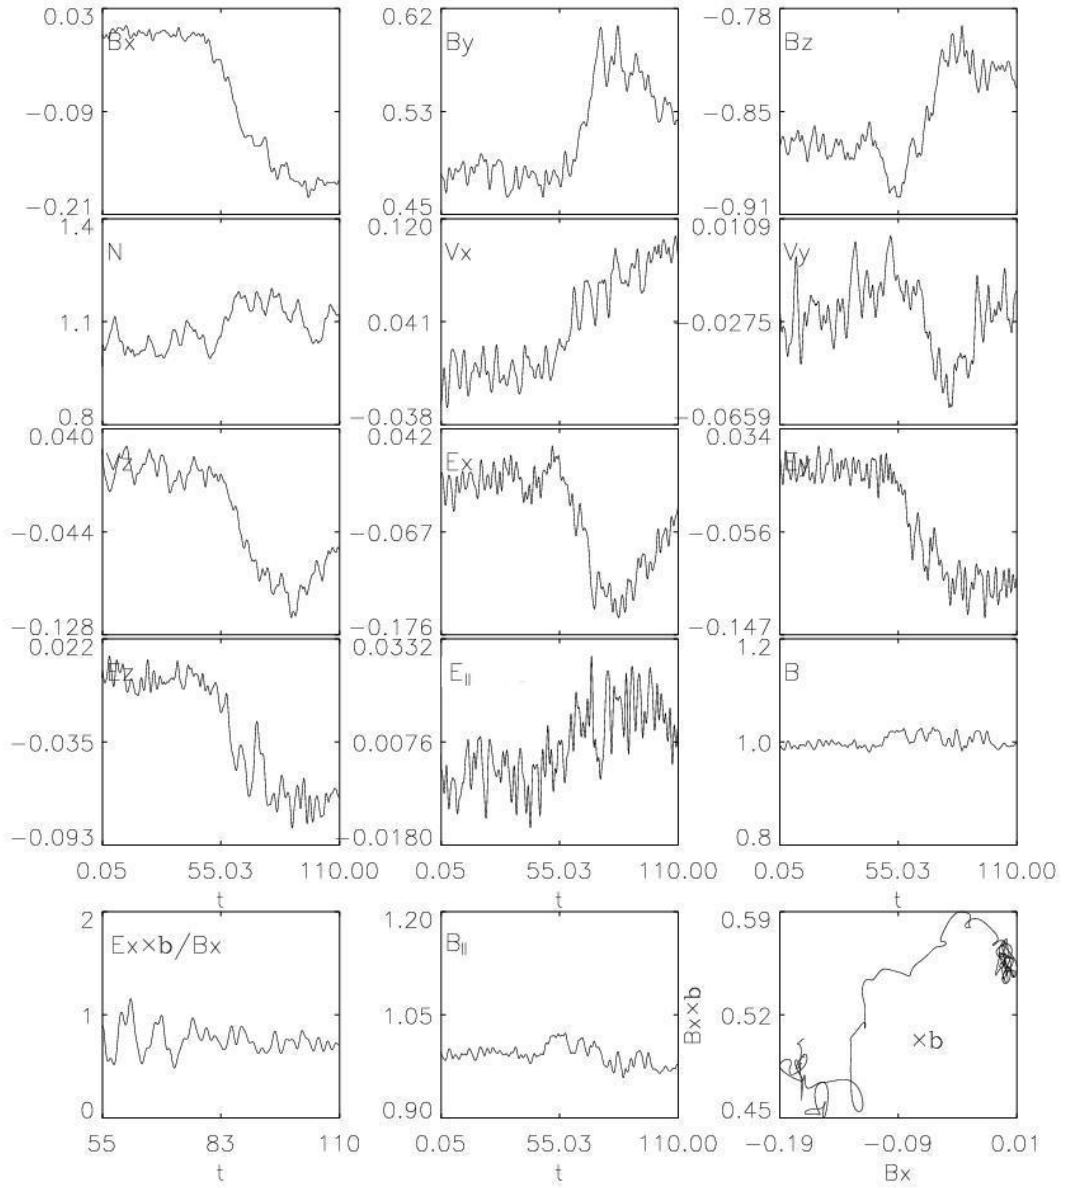 0.03
Bx
−0.09
−0.21
0.62
By
0.53
0.45
−0.78
Bz
−0.85
−0.91
1.4
N
1.1
0.8
0.120
Vx
0.041
−0.038
0.0109
Vy
−0.0275
−0.0659
0.040
Vz
−0.044
−0.128
0.042
Ex
−0.067
−0.176
0.034
Ey
−0.056
−0.147
0.022
Ez
−0.035
−0.093
0.05 55.03 110.00
t
0.0332
E||
0.0076
−0.0180
0.05 55.03 110.00
t
1.2
B
1.0
0.8
0.05 55.03 110.00
t
2
Ex×b/Bx
1
0
55 83 110
t
1.20
B||
1.05
0.90
0.05 55.03 110.00
t
Bx×b
0.59
0.52
×b
0.45
−0.19 −0.09 0.01
Bx